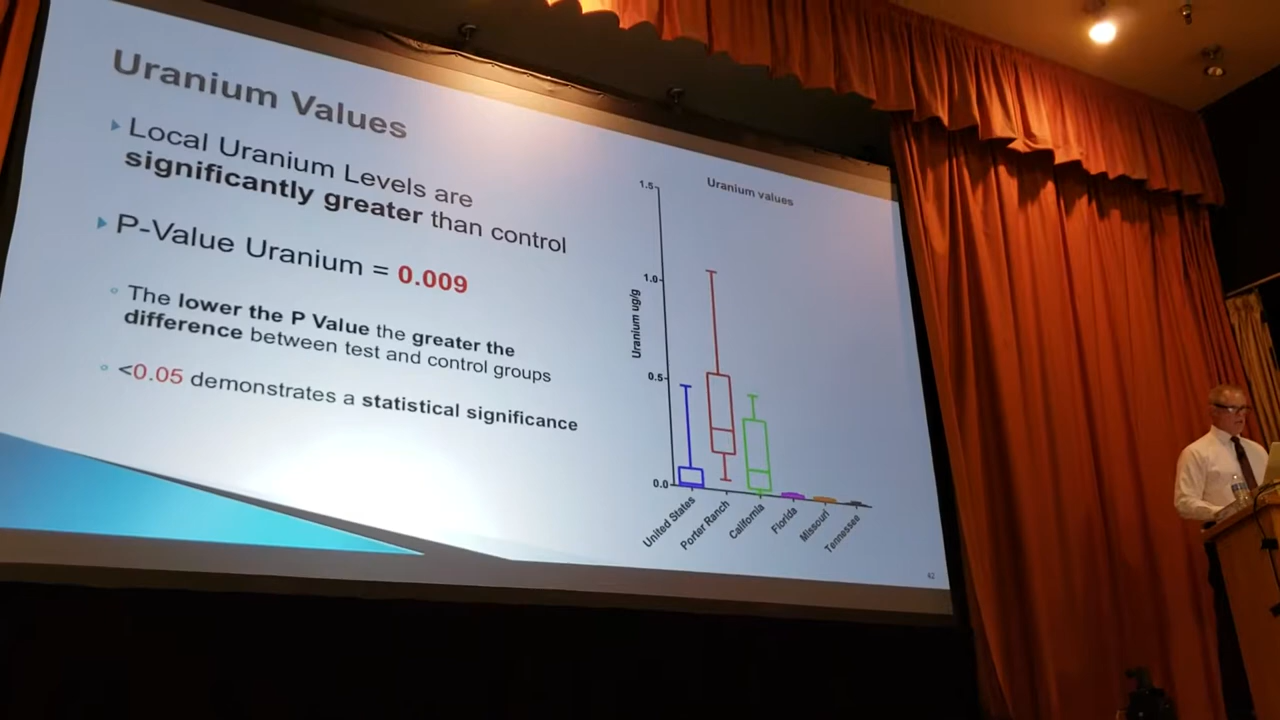 Uranium Values
Local Uranium Levels are
significantly greater than control
P-Value Uranium = 0.009
The lower the P Value the greater the
difference between test and control groups
<0.05 demonstrates a statistical significance
Uranium values
1.5
1.0
0.5
0.0
Uranium ug/g
United States
Porter Ranch
California
Florida
Missouri
Tennessee
42